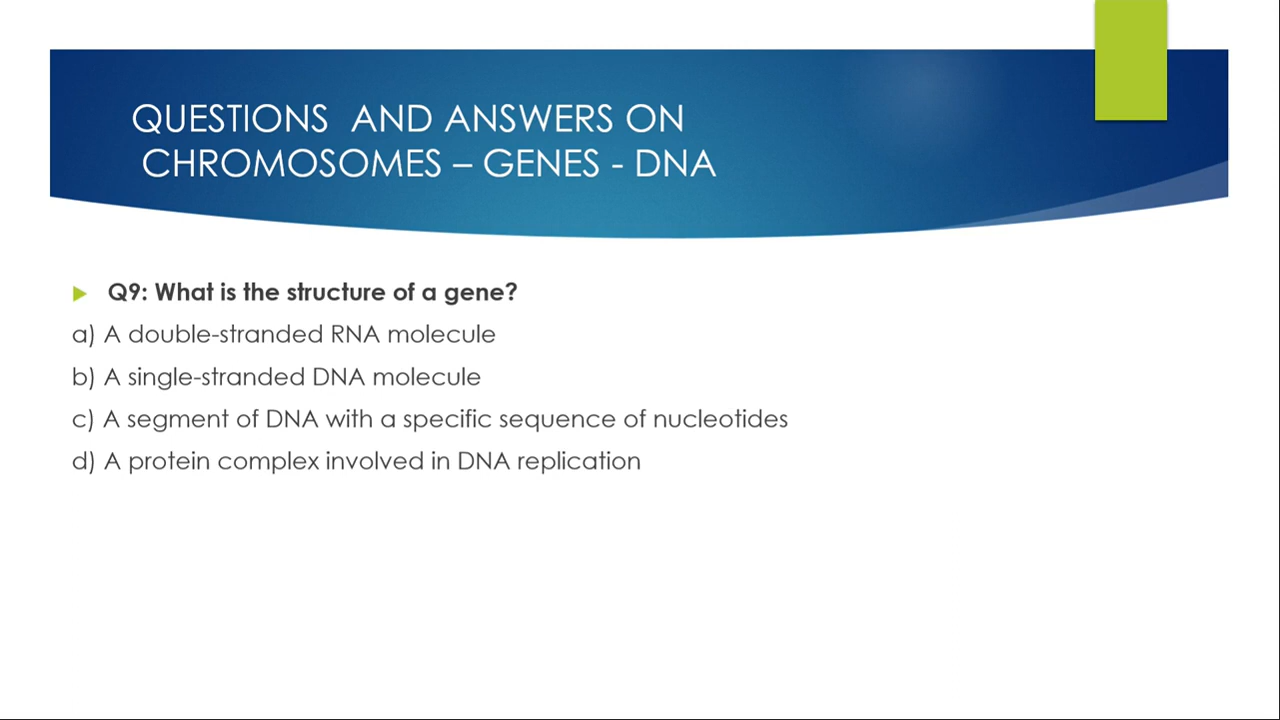 QUESTIONS  AND ANSWERS ON
CHROMOSOMES – GENES - DNA
Q9: What is the structure of a gene?
a) A double-stranded RNA molecule
b) A single-stranded DNA molecule
c) A segment of DNA with a specific sequence of nucleotides
d) A protein complex involved in DNA replication